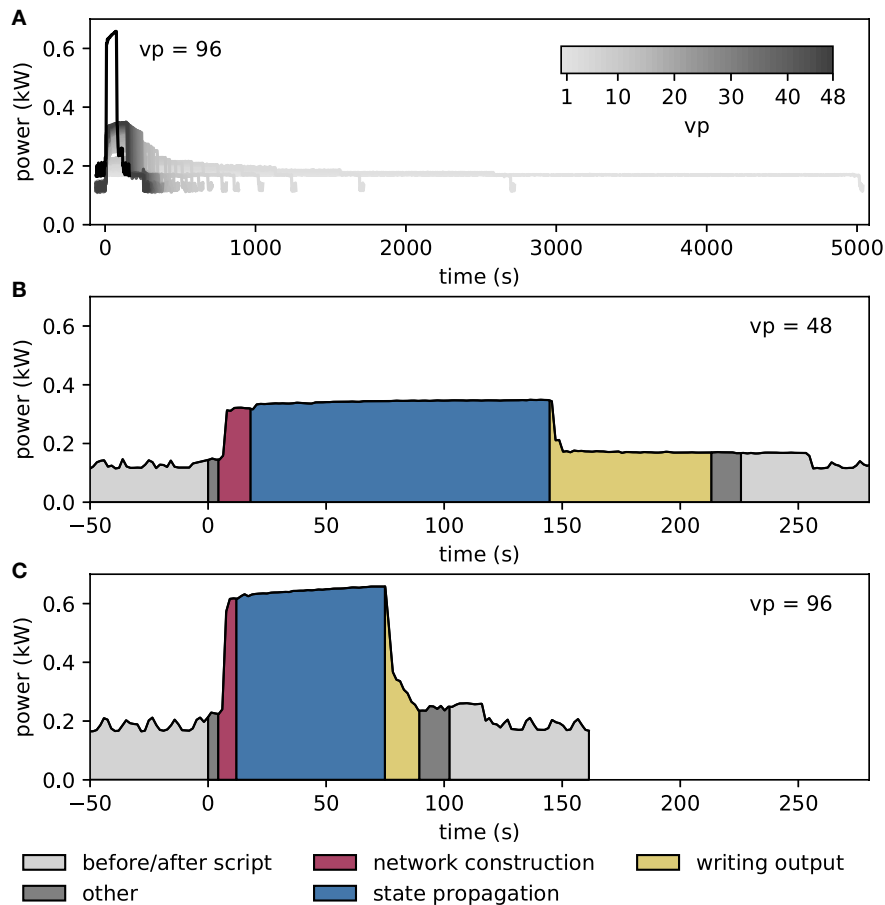 A
power (kW)
0.6
0.4
0.2
0.0
vp = 96
1 10 20 30 40 48
vp
0 1000 2000 3000 4000 5000
time (s)
B
power (kW)
0.6
0.4
0.2
0.0
vp = 48
−50 0 50 100 150 200 250
time (s)
C
power (kW)
0.6
0.4
0.2
0.0
vp = 96
−50 0 50 100 150 200 250
time (s)
before/after script network construction writing output
other state propagation